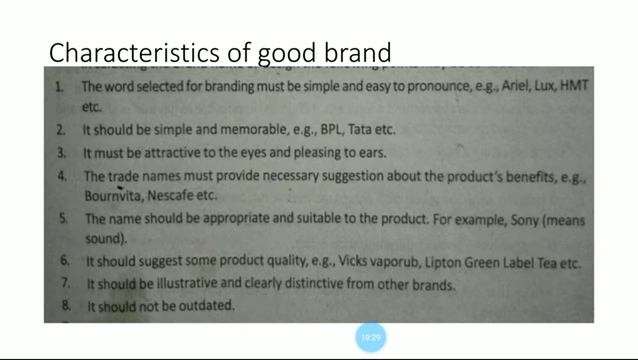 Characteristics of good brand
1. The word selected for branding must be simple and easy to pronounce, e.g., Ariel, Lux, HMT
etc.
2. It should be simple and memorable, e.g., BPL, Tata etc.
3. It must be attractive to the eyes and pleasing to ears.
4. The trade names must provide necessary suggestion about the product's benefits, e.g.,
Bournvita, Nescafe etc.
5. The name should be appropriate and suitable to the product. For example, Sony (means
sound).
6. It should suggest some product quality, e.g., Vicks vaporub, Lipton Green Label Tea etc.
7. It should be illustrative and clearly distinctive from other brands.
8. It should not be outdated.
19:29